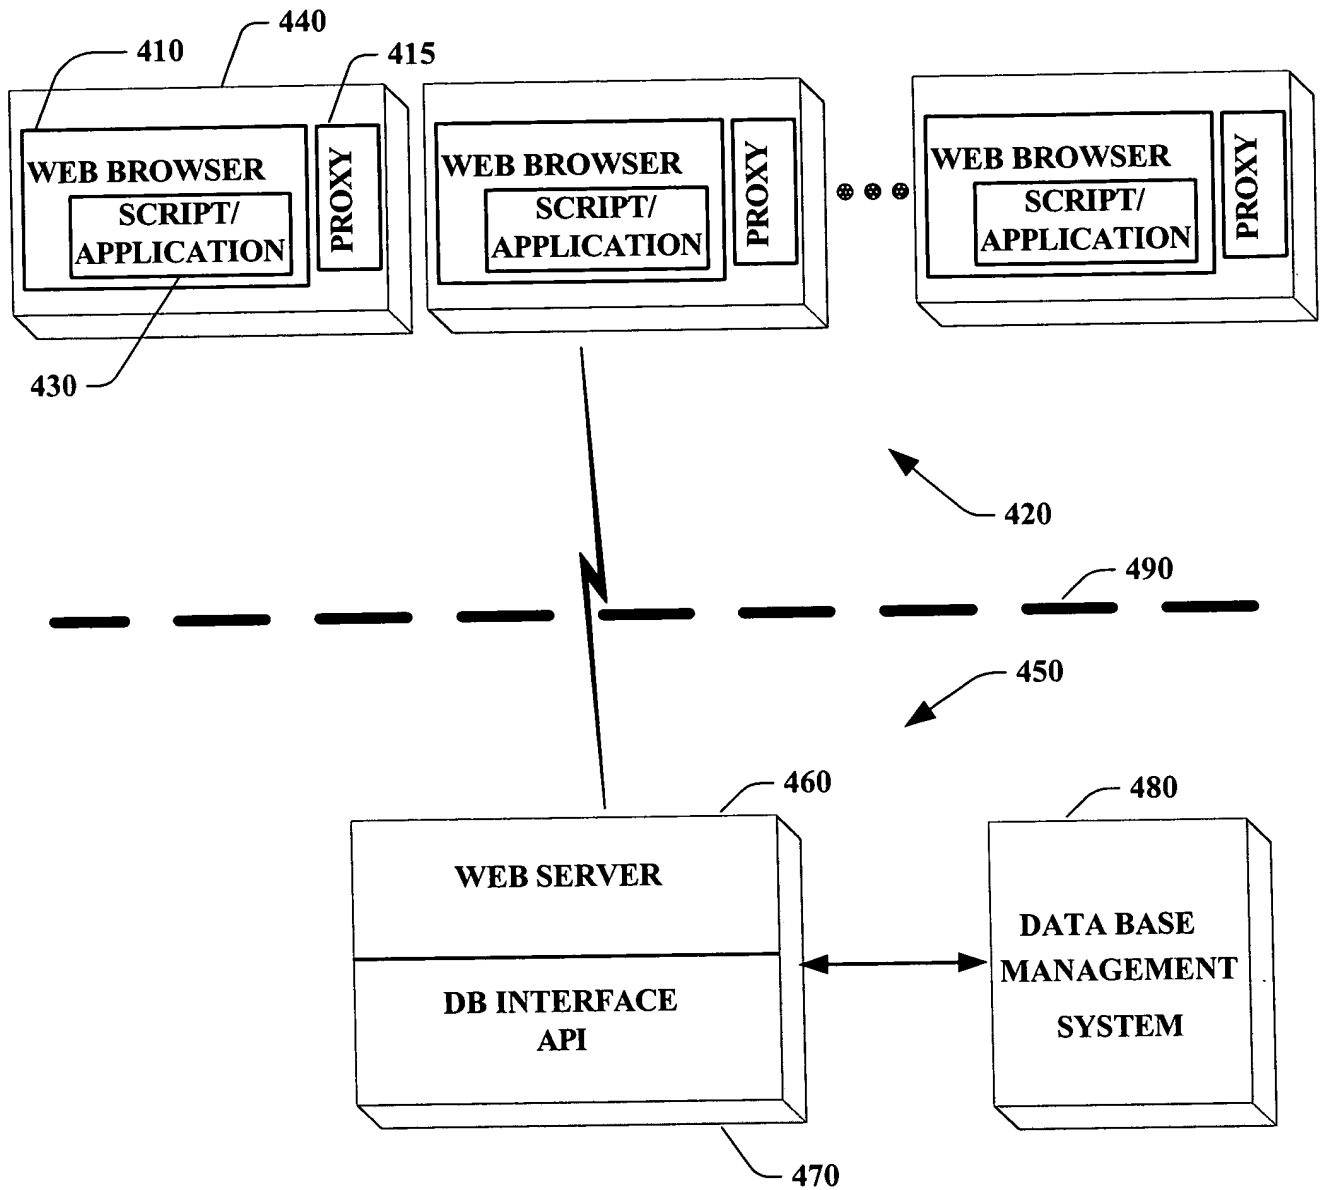 440
410
415
WEB BROWSER
SCRIPT/
APPLICATION
PROXY
430
WEB BROWSER
SCRIPT/
APPLICATION
PROXY
WEB BROWSER
SCRIPT/
APPLICATION
PROXY
420
490
450
460
WEB SERVER
DB INTERFACE
API
470
480
DATA BASE
MANAGEMENT
SYSTEM